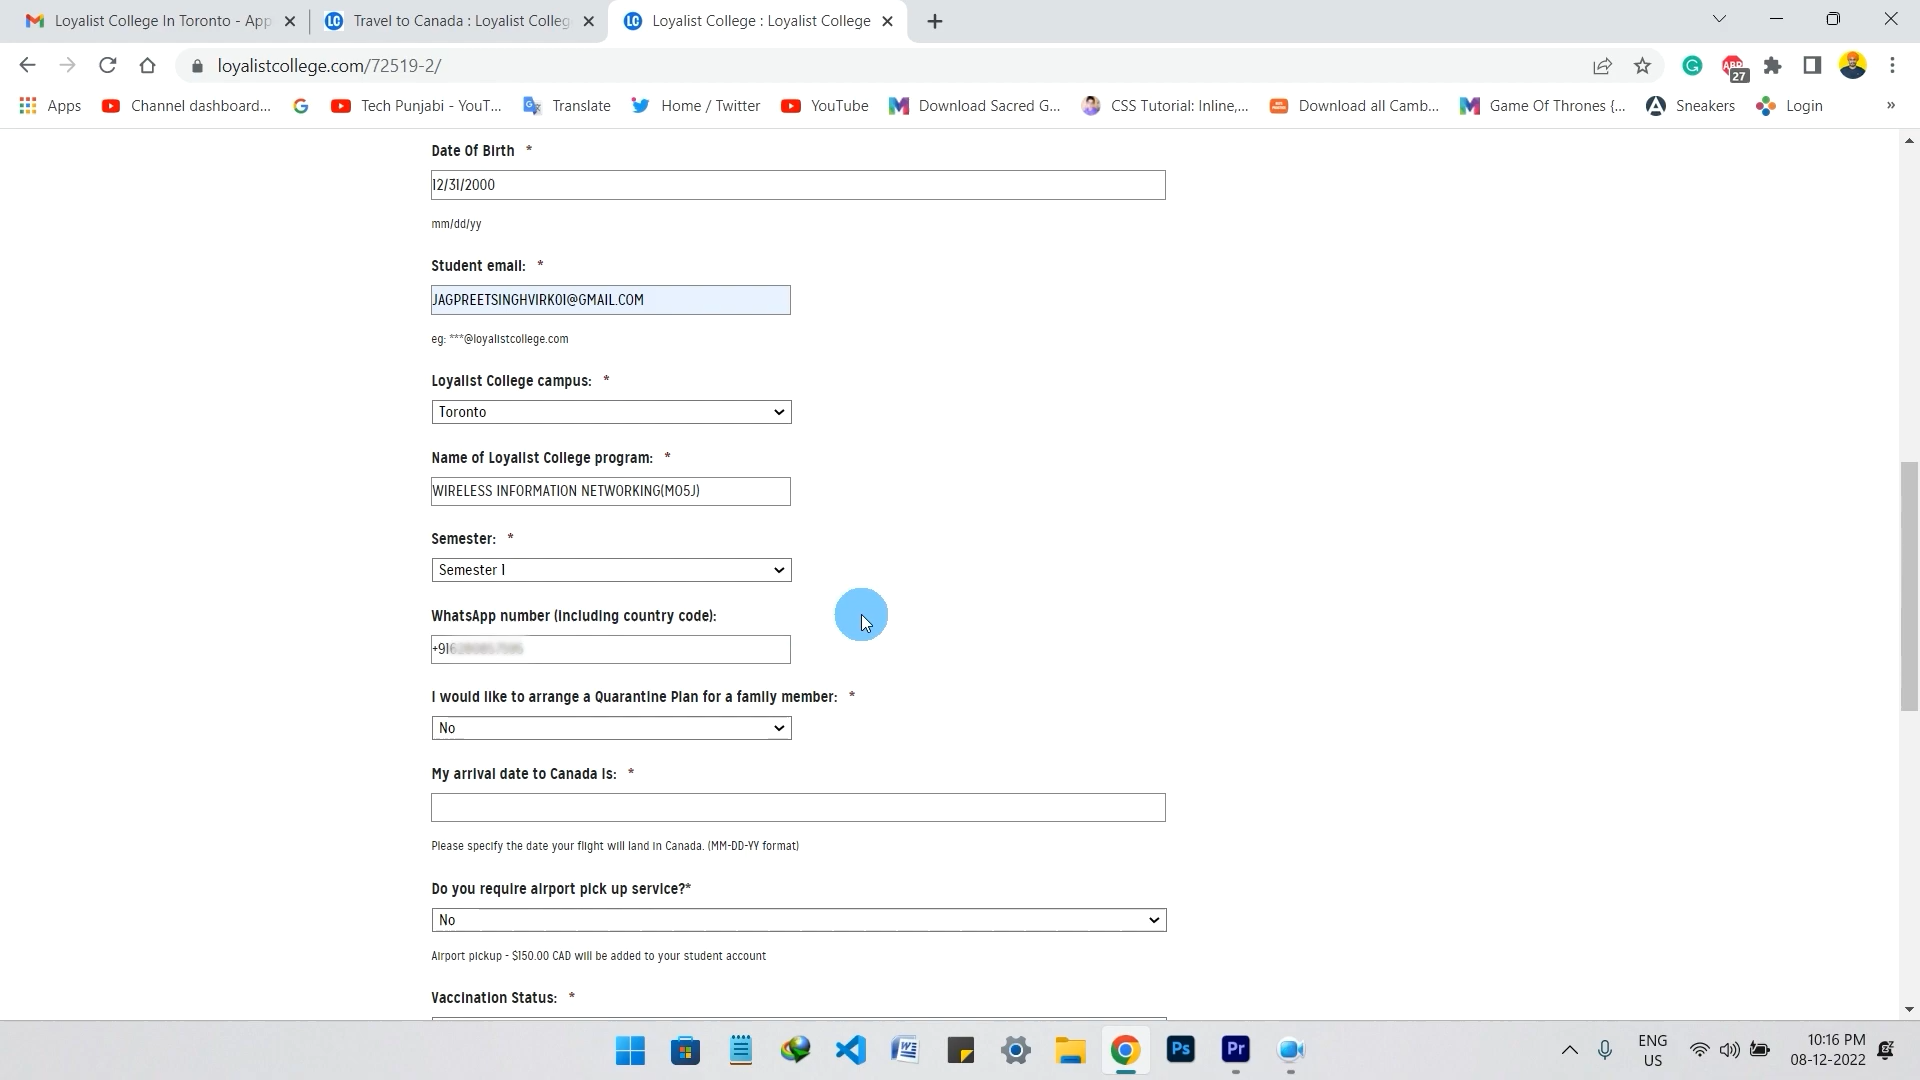 Loyalist College In Toronto - App
Travel to Canada : Loyalist Colleg
Loyalist College : Loyalist College
loyalistcollege.com/72519-2/
27
Apps
Channel dashboard...
Tech Punjabi - YouT...
Translate
Home / Twitter
YouTube
Download Sacred G...
CSS Tutorial: Inline,...
Download all Camb...
Game Of Thrones {...
Sneakers
Login
»
Date Of Birth *
12/31/2000
mm/dd/yy
Student email: *
JAGPREETSINGHVIRK01@GMAIL.COM
eg: ***@loyalistcollege.com
Loyalist College campus: *
Toronto
Name of Loyalist College program: *
WIRELESS INFORMATION NETWORKING(M05J)
Semester: *
Semester 1
WhatsApp number (including country code):
+916
I would like to arrange a Quarantine Plan for a family member: *
No
My arrival date to Canada is: *
Please specify the date your flight will land in Canada. (MM-DD-YY format)
Do you require airport pick up service?*
No
Airport pickup - $150.00 CAD will be added to your student account
Vaccination Status: *
Ps
Pr
ENG
US
10:16 PM
08-12-2022